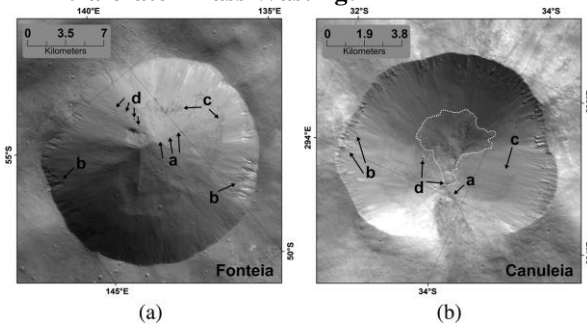 140°E 135°E
0 3.5 7
Kilometers
d
c
a
b
b
55°S
50°S
Fonteia
145°E
(a)
32°S 34°S
0 1.9 3.8
Kilometers
294°E
c
d
a
b
Canuleia
34°S
(b)